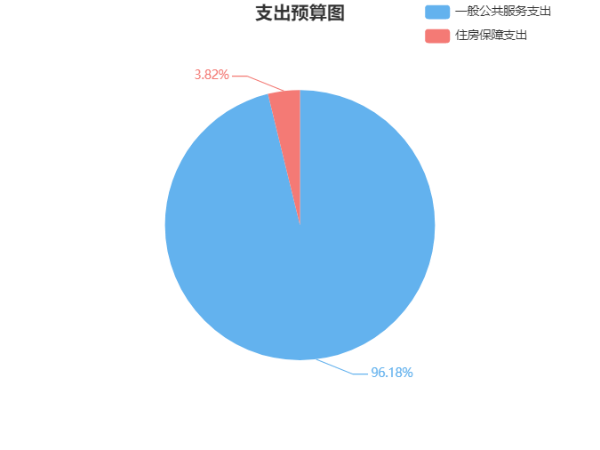 支出预算图
一般公共服务支出
住房保障支出
3.82%
96.18%